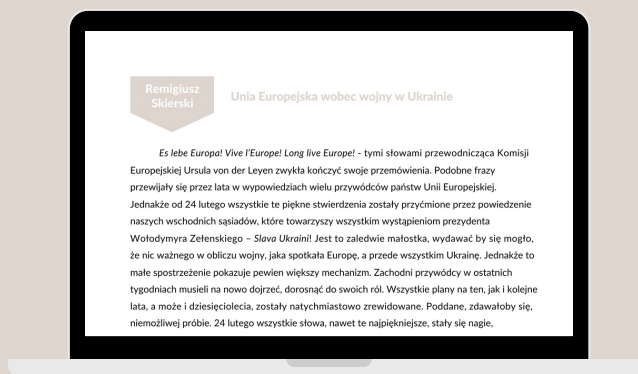 Remigiusz
Skierski
Unia Europejska wobec wojny w Ukrainie
Es lebe Europa! Vive l'Europe! Long live Europe! - tymi słowami przewodnicząca Komisji
Europejskiej Ursula von der Leyen zwykła kończyć swoje przemówienia. Podobne frazy
przewijały się przez lata w wypowiedziach wielu przywódców państw Unii Europejskiej.
Jednakże od 24 lutego wszystkie te piękne stwierdzenia zostały przyćmione przez powiedzenie
naszych wschodnich sąsiadów, które towarzyszy wszystkim wystąpieniom prezydenta
Wołodymyra Zełenskiego – Slava Ukraini! Jest to zaledwie małostka, wydawać by się mogło,
że nic ważnego w obliczu wojny, jaka spotkała Europę, a przede wszystkim Ukrainę. Jednakże to
małe spostrzeżenie pokazuje pewien większy mechanizm. Zachodni przywódcy w ostatnich
tygodniach musieli na nowo dojrzeć, dorosnąć do swoich ról. Wszystkie plany na ten, jak i kolejne
lata, a może i dziesięciolecia, zostały natychmiastowo zrewidowane. Poddane, zdawałoby się,
niemożliwej próbie. 24 lutego wszystkie słowa, nawet te najpiękniejsze, stały się nagie,